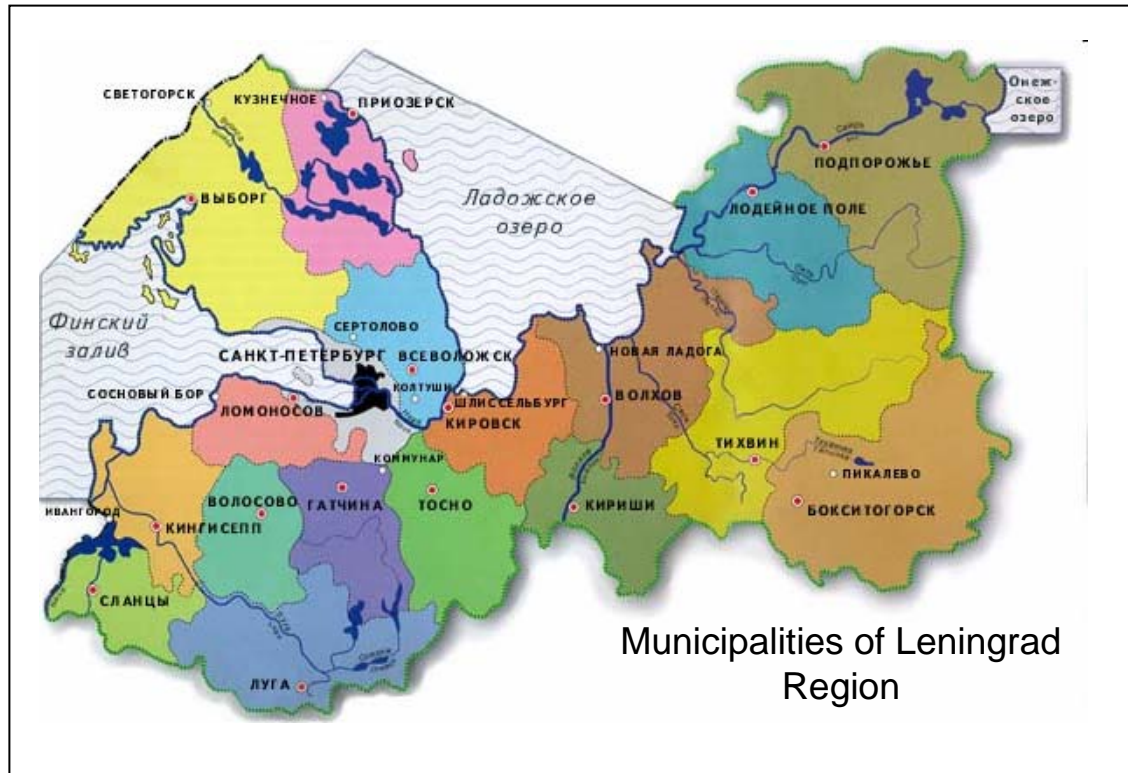 СВЕТОГОРСК
КУЗНЕЧНОЕ
ПРИОЗЕРСК
Онеж-
ское
озеро
Свирь
ПОДПОРОЖЬЕ
ВЫБОРГ
Ладожское
озеро
ЛОДЕЙНОЕ ПОЛЕ
Финский
залив
СЕРТОЛОВО
САНКТ-ПЕТЕРБУРГ
ВСЕВОЛОЖСК
НОВАЯ ЛАДОГА
КОЛТУШИ
СОСНОВЫЙ БОР
ЛОМОНОСОВ
ШЛИССЕЛЬБУРГ
КИРОВСК
ВОЛХОВ
ТИХВИН
КОММУНАР
ПИКАЛЕВО
ВОЛОСОВО
ГАТЧИНА
ТОСНО
КИРИШИ
БОКСИТОГОРСК
ИВАНГОРОД
КИНГИСЕПП
СЛАНЦЫ
ЛУГА
Municipalities of Leningrad
Region